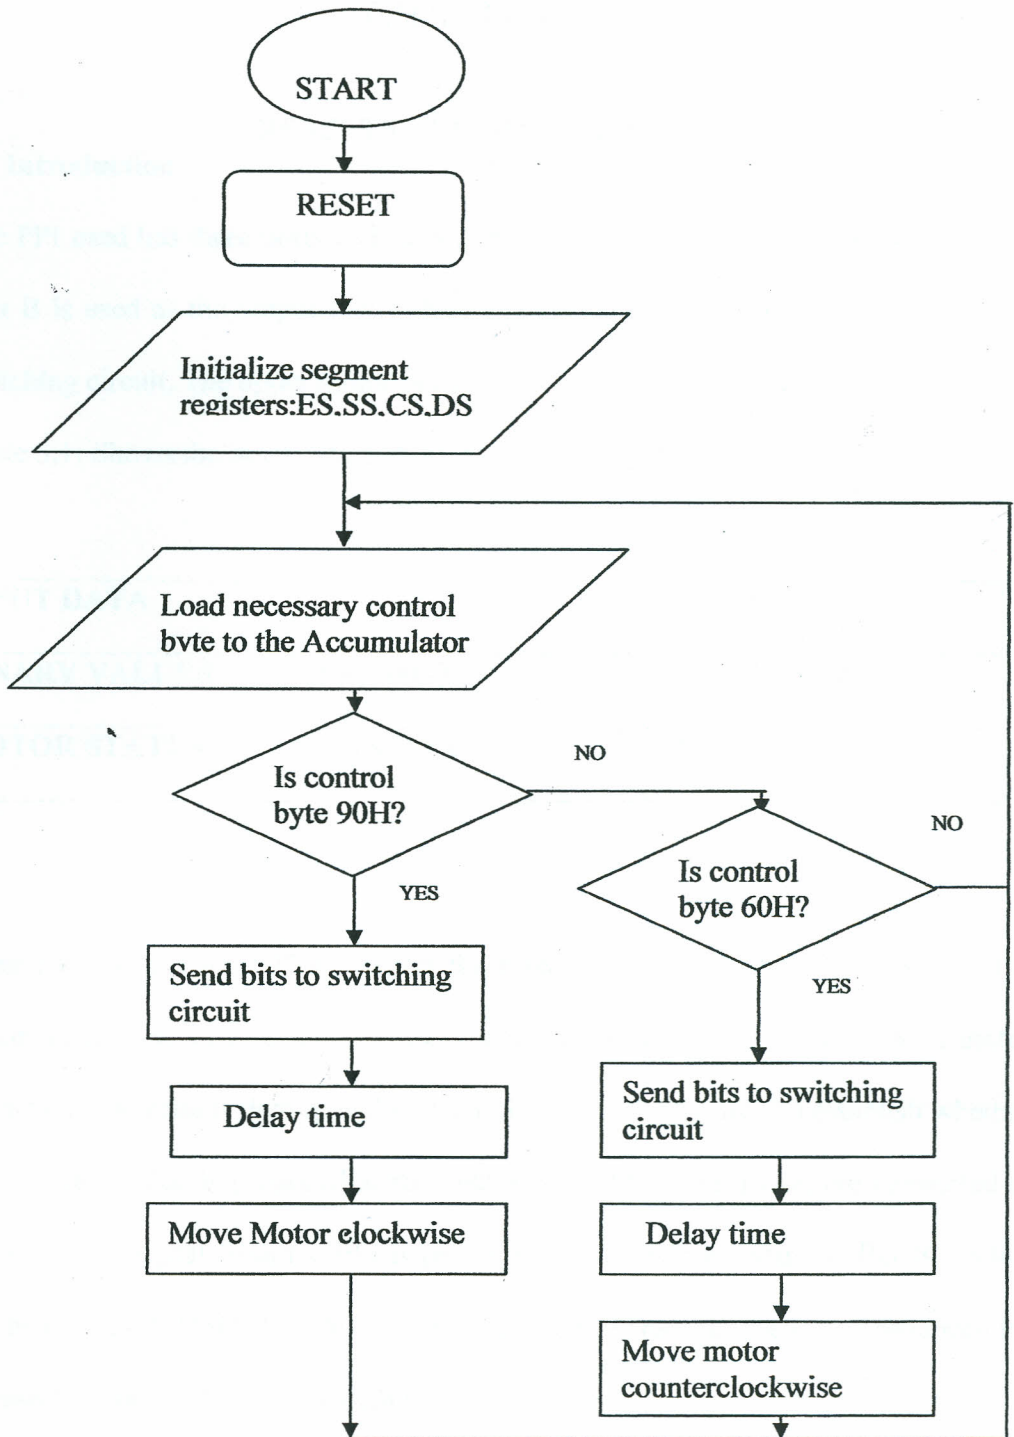 START
RESET
Initialize segment
registers:ES,SS,CS,DS
Load necessary control
byte to the Accumulator
Is control
byte 90H?
NO
YES
Is control
byte 60H?
NO
YES
Send bits to switching
circuit
Delay time
Move Motor clockwise
Send bits to switching
circuit
Delay time
Move motor
counterclockwise